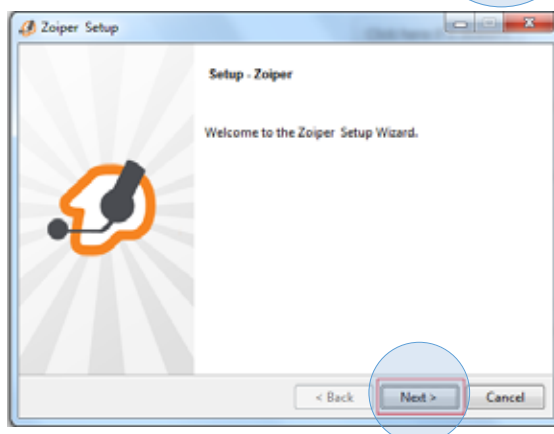 Zoiper Setup
Setup - Zoiper
Welcome to the Zoiper Setup Wizard.
< Back
Next >
Cancel